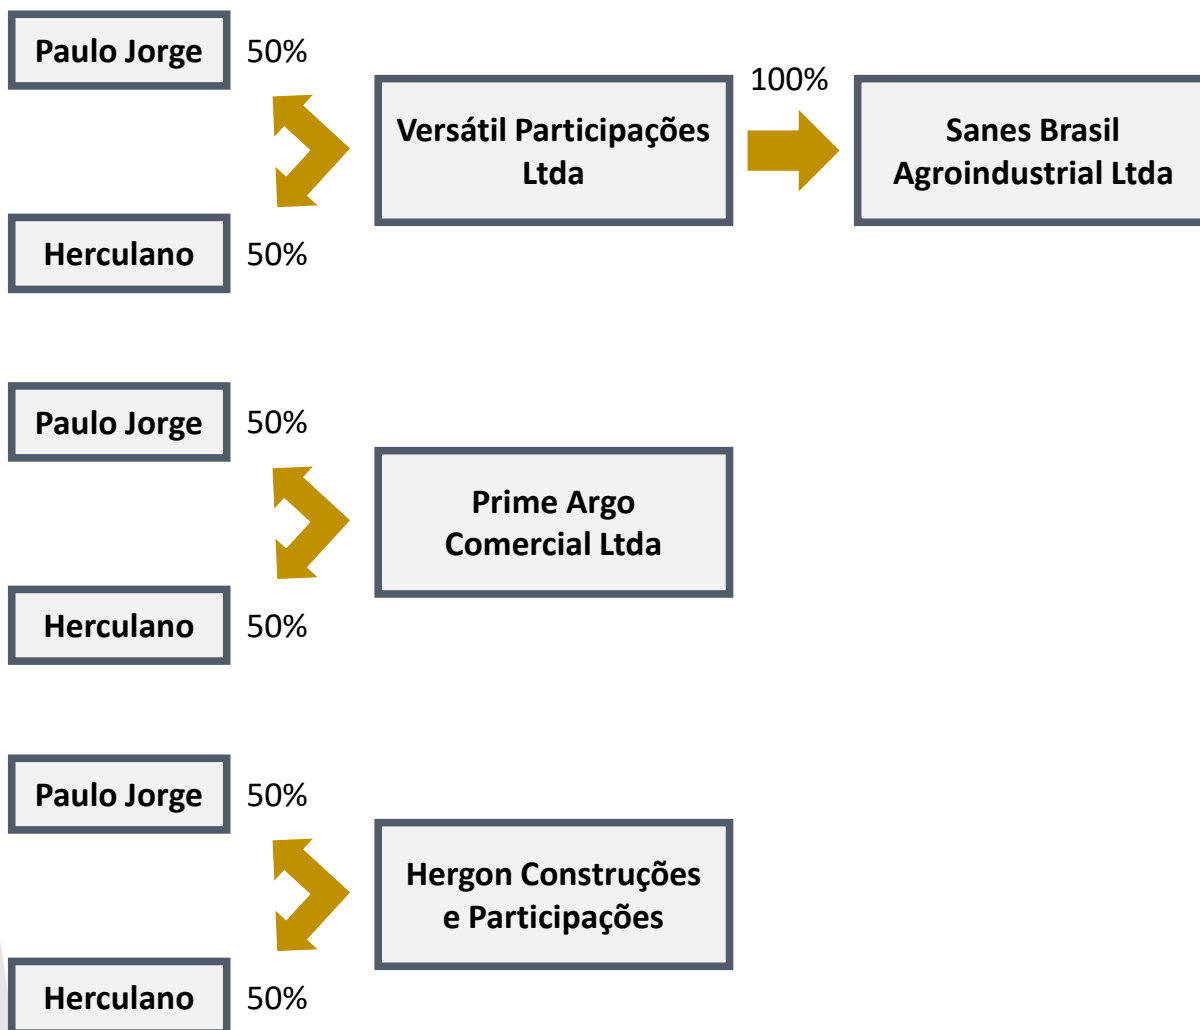 Paulo Jorge 50%
100%
Versátil Participações
Ltda
Sanes Brasil
Agroindustrial Ltda
Herculano 50%
Paulo Jorge 50%
Prime Argo
Comercial Ltda
Herculano 50%
Paulo Jorge 50%
Hergon Construções
e Participações
Herculano 50%